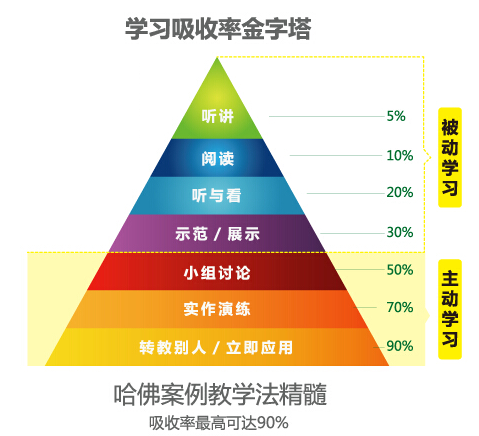 学习吸收率金字塔
听讲 5%
阅读 10%
听与看 20%
示范 / 展示 30%
被动学习
小组讨论 50%
实作演练 70%
转教别人 / 立即应用 90%
主动学习
哈佛案例教学法精髓
吸收率最高可达90%